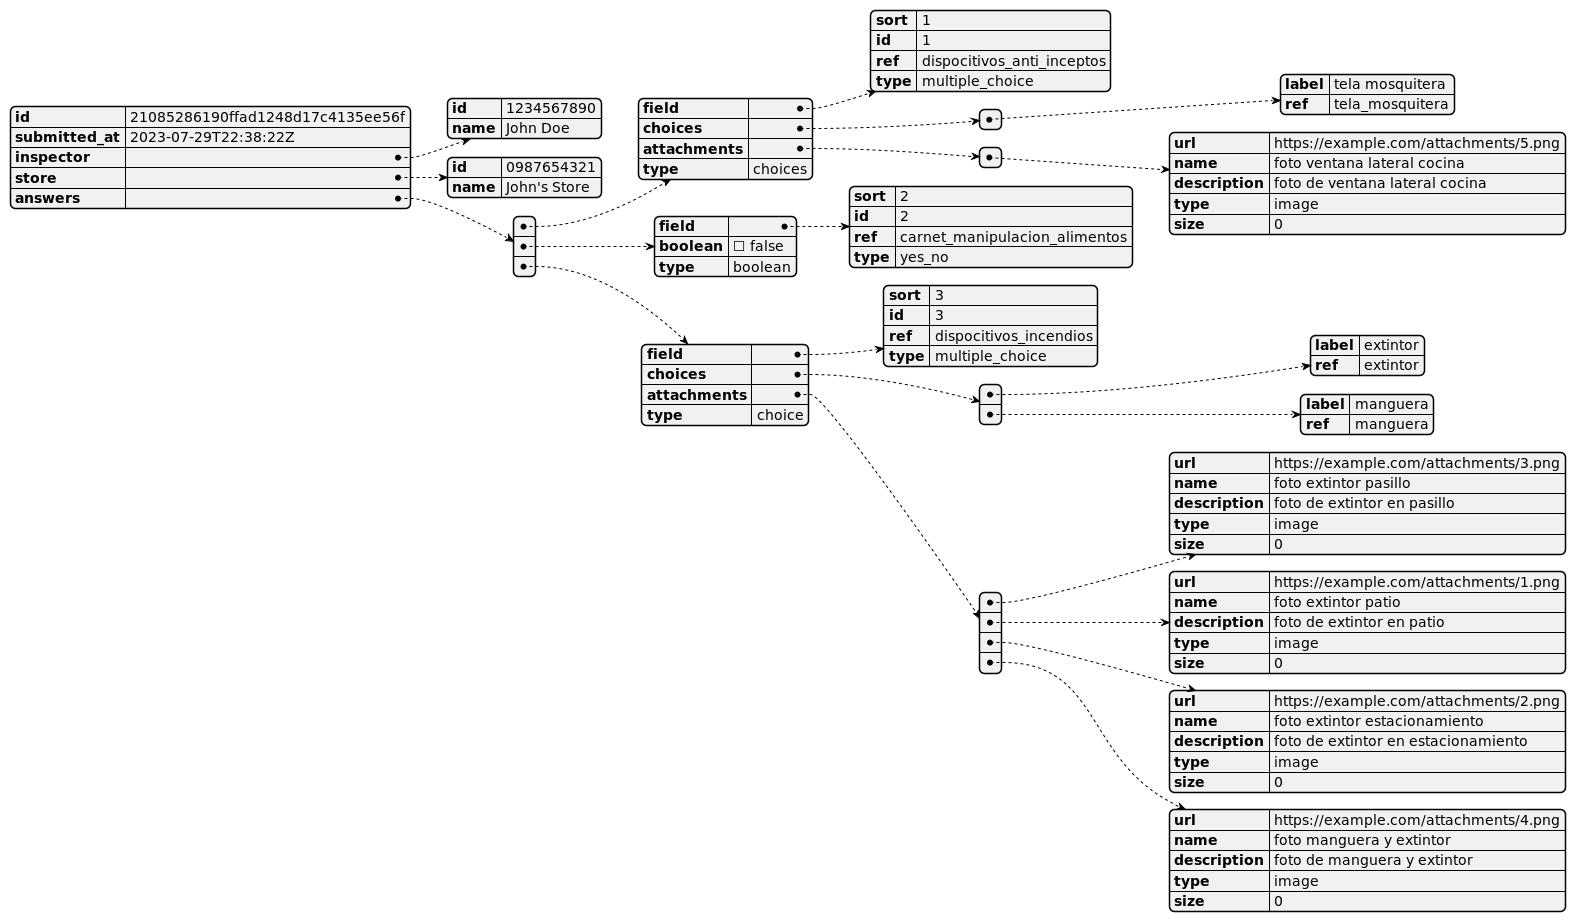 id 21085286190ffad1248d17c4135ee56f
submitted_at 2023-07-29T22:38:22Z
inspector
store
answers
id 1234567890
name John Doe
id 0987654321
name John's Store
field
choices
attachments
type choices
sort 1
id 1
ref dispocitivos_anti_inceptos
type multiple_choice
label tela mosquitera
ref tela_mosquitera
url https://example.com/attachments/5.png
name foto ventana lateral cocina
description foto de ventana lateral cocina
type image
size 0
field
boolean ☐ false
type boolean
sort 2
id 2
ref carnet_manipulacion_alimentos
type yes_no
field
choices
attachments
type choice
sort 3
id 3
ref dispocitivos_incendios
type multiple_choice
label extintor
ref extintor
label manguera
ref manguera
url https://example.com/attachments/3.png
name foto extintor pasillo
description foto de extintor en pasillo
type image
size 0
url https://example.com/attachments/1.png
name foto extintor patio
description foto de extintor en patio
type image
size 0
url https://example.com/attachments/2.png
name foto extintor estacionamiento
description foto de extintor en estacionamiento
type image
size 0
url https://example.com/attachments/4.png
name foto manguera y extintor
description foto de manguera y extintor
type image
size 0